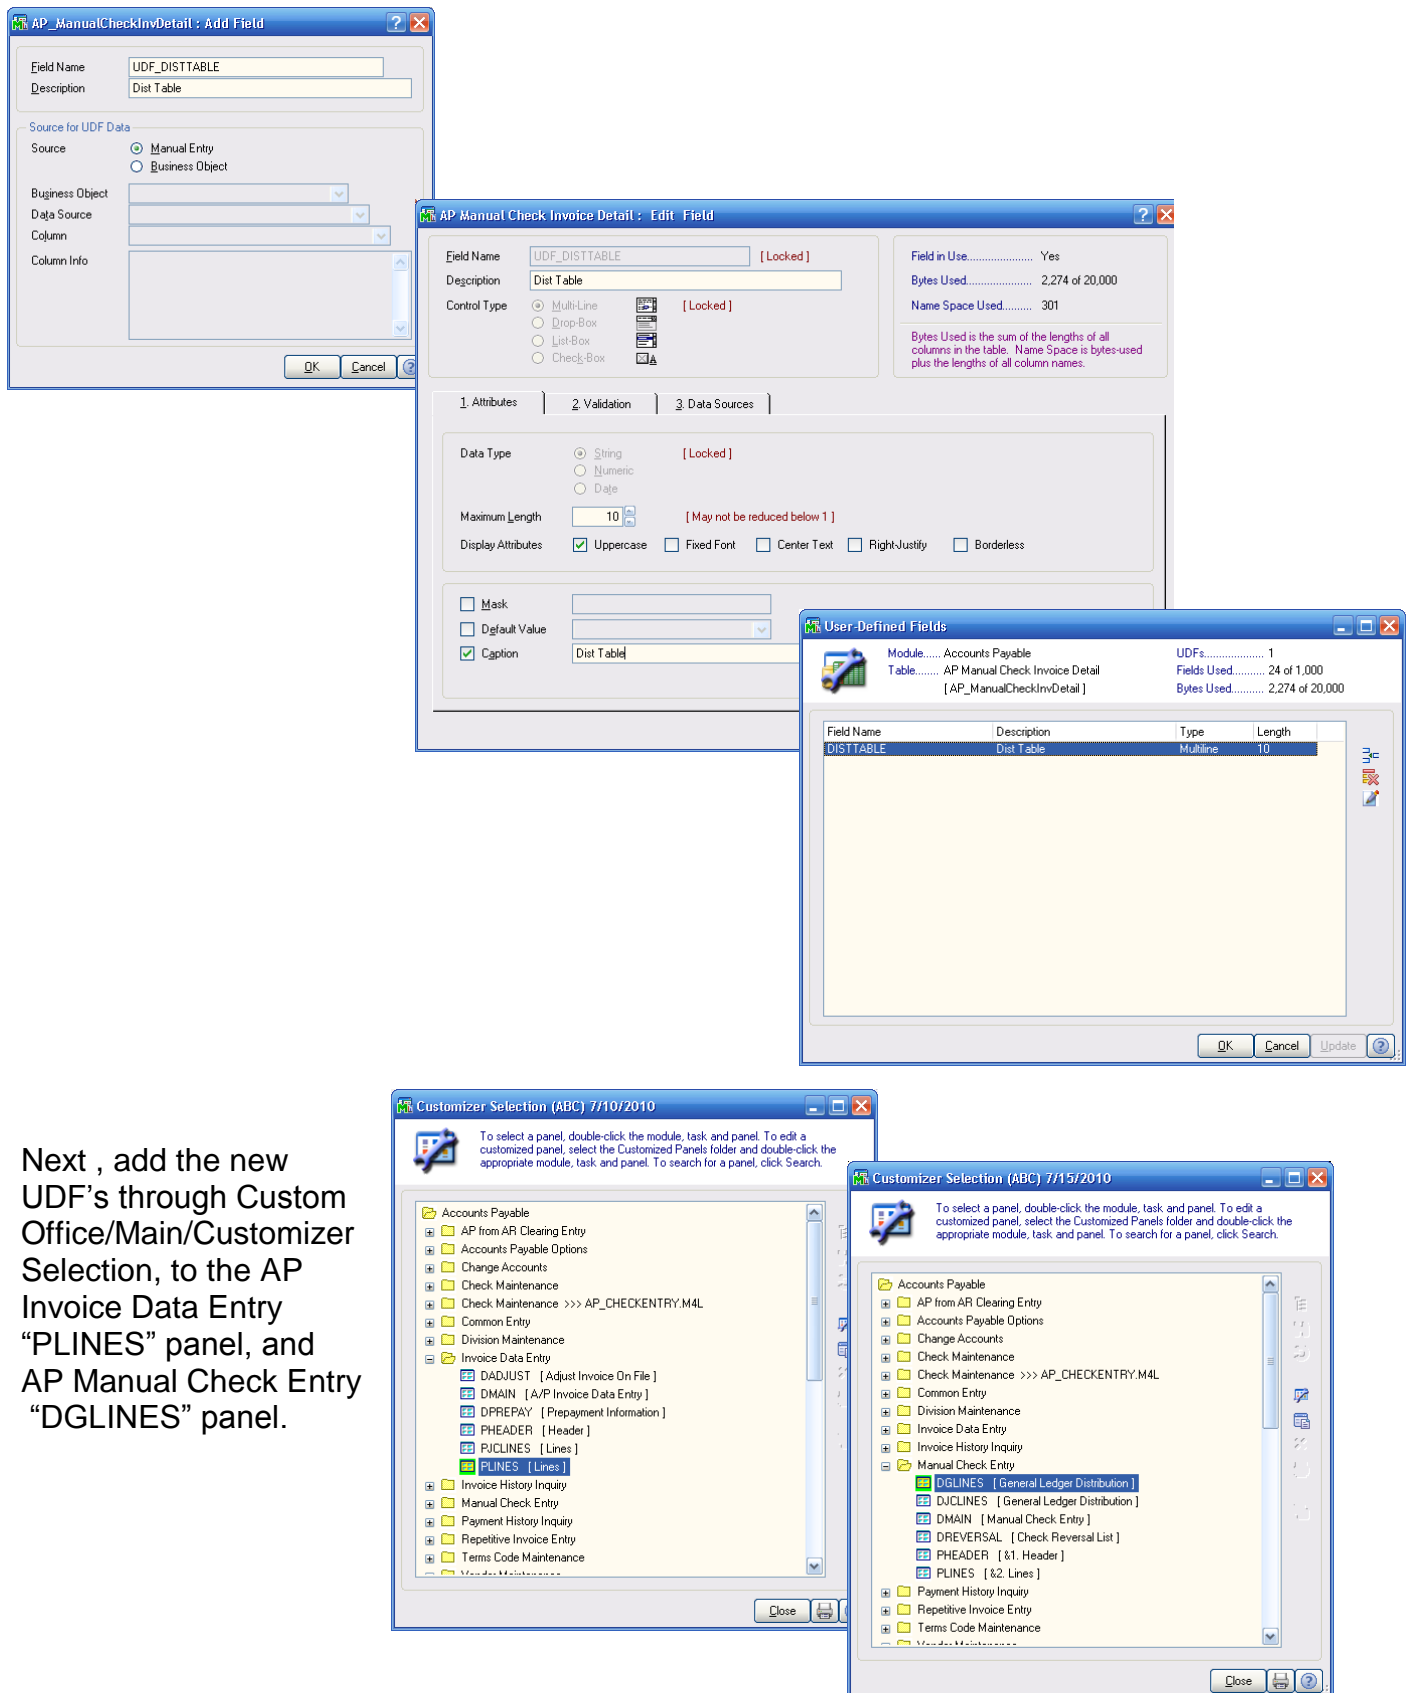 AP_ManualCheckInvDetail : Add Field
Field Name UDF_DISTTABLE
Description Dist Table
Source for UDF Data
Source Manual Entry
Business Object
Business Object
Data Source
Column
Column Info
OK Cancel
AP Manual Check Invoice Detail : Edit Field
Field Name UDF_DISTTABLE [ Locked ]
Description Dist Table
Control Type Multi-Line [ Locked ]
Drop-Box
List-Box
Check-Box
Field in Use...................... Yes
Bytes Used...................... 2,274 of 20,000
Name Space Used.......... 301
Bytes Used is the sum of the lengths of all
columns in the table. Name Space is bytes-used
plus the lengths of all column names.
1. Attributes 2. Validation 3. Data Sources
Data Type String [ Locked ]
Numeric
Date
Maximum Length 10 [ May not be reduced below 1 ]
Display Attributes Uppercase Fixed Font Center Text Right-Justify Borderless
Mask
Default Value
Caption Dist Table
User-Defined Fields
Module...... Accounts Payable
Table........ AP Manual Check Invoice Detail
[ AP_ManualCheckInvDetail ]
UDFs.................... 1
Fields Used........... 24 of 1,000
Bytes Used........... 2,274 of 20,000
Field Name Description Type Length
DISTTABLE Dist Table Multiline 10
OK Cancel Update
Next , add the new
UDF's through Custom
Office/Main/Customizer
Selection, to the AP
Invoice Data Entry
“PLINES” panel, and
AP Manual Check Entry
“DGLINES” panel.
Customizer Selection (ABC) 7/10/2010
To select a panel, double-click the module, task and panel. To edit a
customized panel, select the Customized Panels folder and double-click the
appropriate module, task and panel. To search for a panel, click Search.
Accounts Payable
AP from AR Clearing Entry
Accounts Payable Options
Change Accounts
Check Maintenance
Check Maintenance >>> AP_CHECKENTRY.M4L
Common Entry
Division Maintenance
Invoice Data Entry
DADJUST [ Adjust Invoice On File ]
DMAIN [ A/P Invoice Data Entry ]
DPREPAY [ Prepayment Information ]
PHEADER [ Header ]
PJCLINES [ Lines ]
PLINES [ Lines ]
Invoice History Inquiry
Manual Check Entry
Payment History Inquiry
Repetitive Invoice Entry
Terms Code Maintenance
Vendor Maintenance
Close
Customizer Selection (ABC) 7/15/2010
To select a panel, double-click the module, task and panel. To edit a
customized panel, select the Customized Panels folder and double-click the
appropriate module, task and panel. To search for a panel, click Search.
Accounts Payable
AP from AR Clearing Entry
Accounts Payable Options
Change Accounts
Check Maintenance
Check Maintenance >>> AP_CHECKENTRY.M4L
Common Entry
Division Maintenance
Invoice Data Entry
Invoice History Inquiry
Manual Check Entry
DGLINES [ General Ledger Distribution ]
DJCLINES [ General Ledger Distribution ]
DMAIN [ Manual Check Entry ]
DREVERSAL [ Check Reversal List ]
PHEADER [ &1. Header ]
PLINES [ &2. Lines ]
Payment History Inquiry
Repetitive Invoice Entry
Terms Code Maintenance
Vendor Maintenance
Close